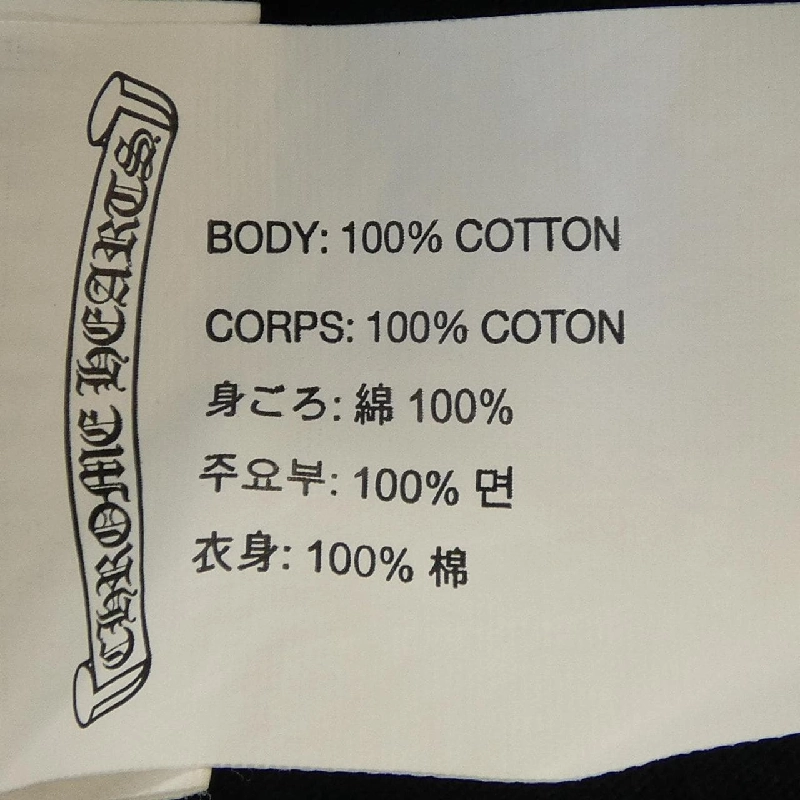 CHROME HEARTS
BODY: 100% COTTON
CORPS: 100% COTON
身ごろ: 綿 100%
주요부: 100% 면
衣身: 100% 棉